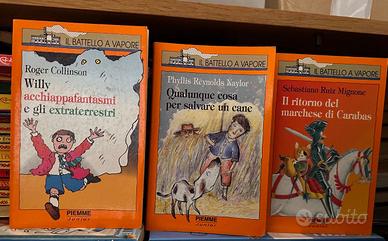 IL BATTELLO A VAPORE
Roger Collinson
Willy
acchiappafantasmi
e gli extraterrestri
PIEMME
Junior
IL BATTELLO A VAPORE
Phyllis Reynolds Naylor
Qualunque cosa
per salvare un cane
PIEMME
Junior
IL BATTELLO A VAPORE
Sebastiano Ruiz Mignone
Il ritorno del
marchese di Carabas
subito